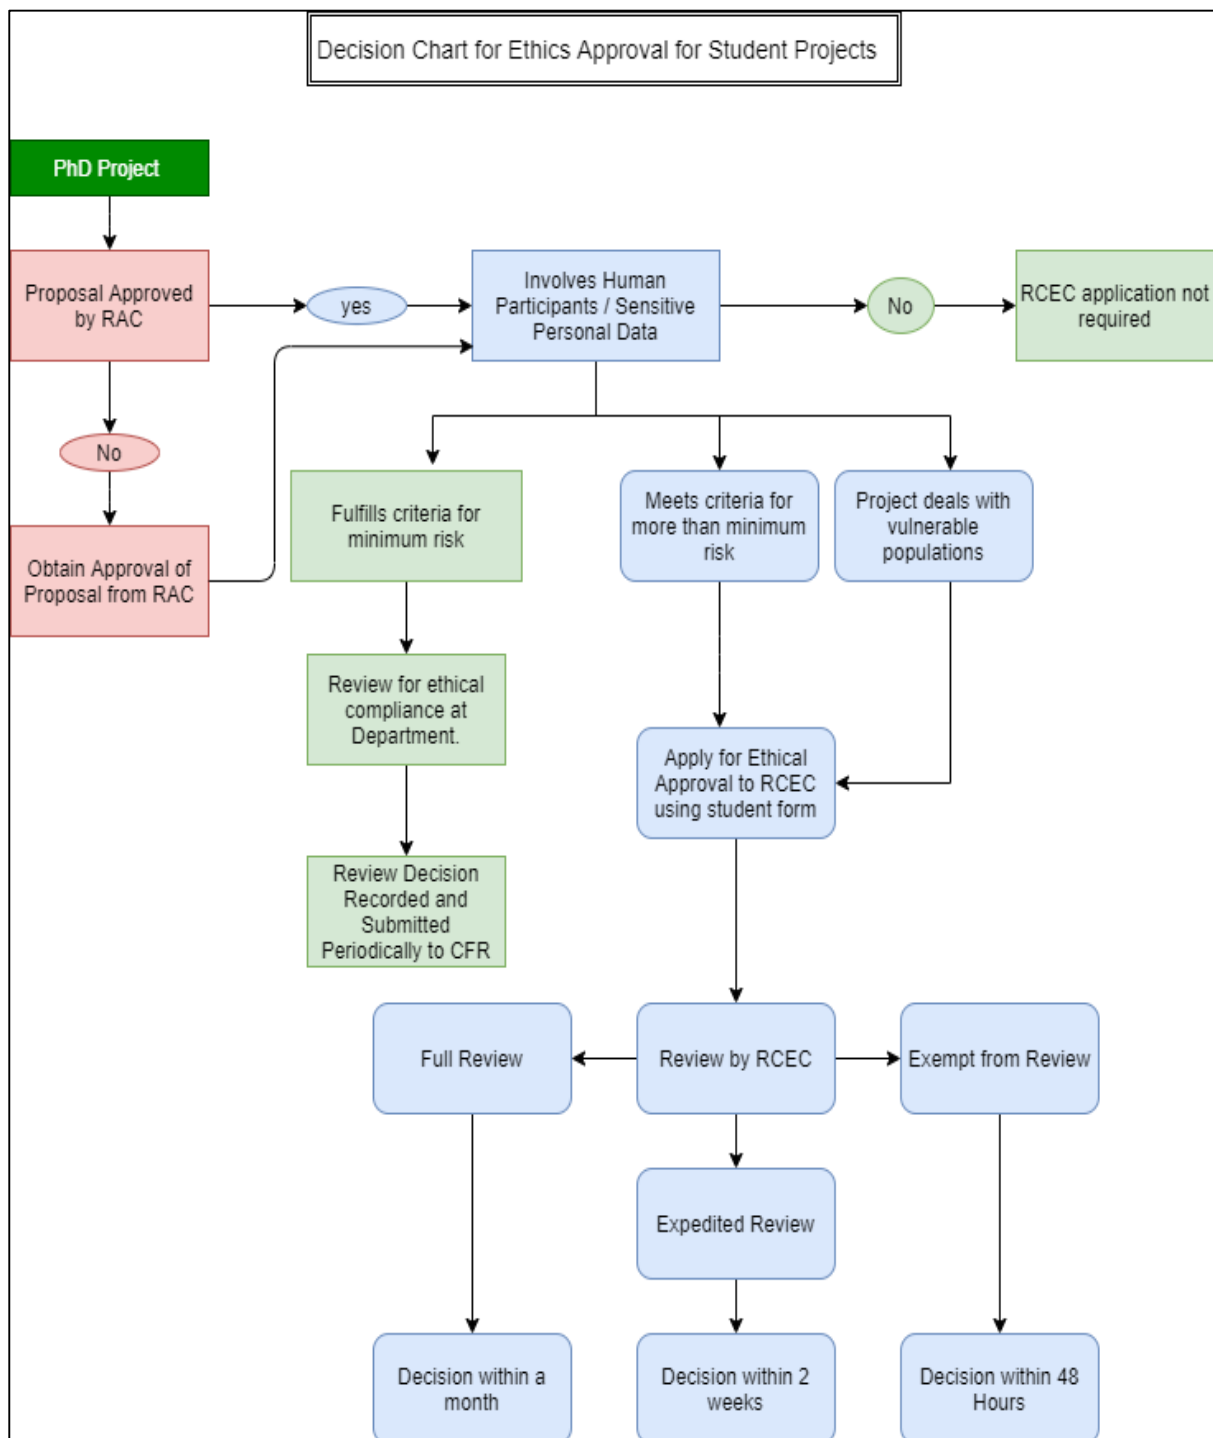 Decision Chart for Ethics Approval for Student Projects
PhD Project
Proposal Approved
by RAC
yes
Involves Human
Participants / Sensitive
Personal Data
No
RCEC application not
required
No
Obtain Approval of
Proposal from RAC
Fulfills criteria for
minimum risk
Meets criteria for
more than minimum
risk
Project deals with
vulnerable
populations
Review for ethical
compliance at
Department.
Apply for Ethical
Approval to RCEC
using student form
Review Decision
Recorded and
Submitted
Periodically to CFR
Full Review
Review by RCEC
Exempt from Review
Expedited Review
Decision within a
month
Decision within 2
weeks
Decision within 48
Hours